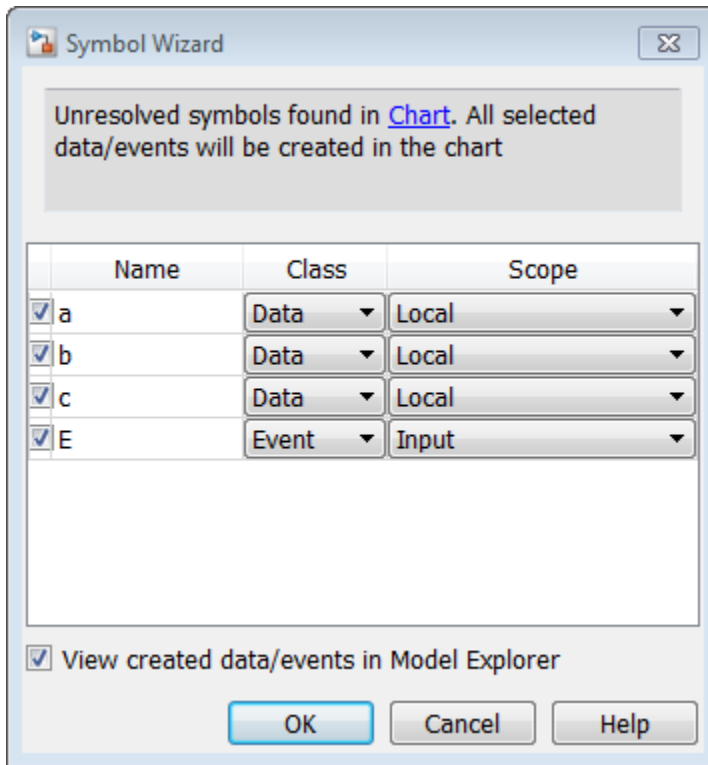 Symbol Wizard
Unresolved symbols found in Chart. All selected
data/events will be created in the chart
Name Class Scope
a Data Local
b Data Local
c Data Local
E Event Input
View created data/events in Model Explorer
OK Cancel Help